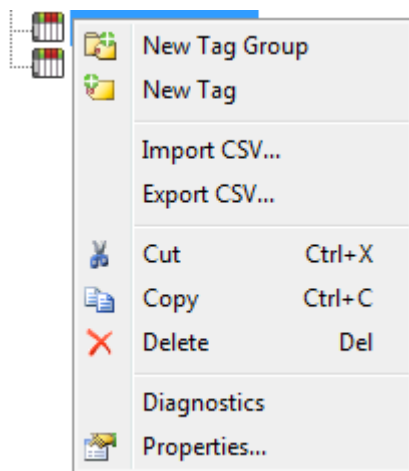 New Tag Group
New Tag
Import CSV...
Export CSV...
Cut Ctrl+X
Copy Ctrl+C
Delete Del
Diagnostics
Properties...